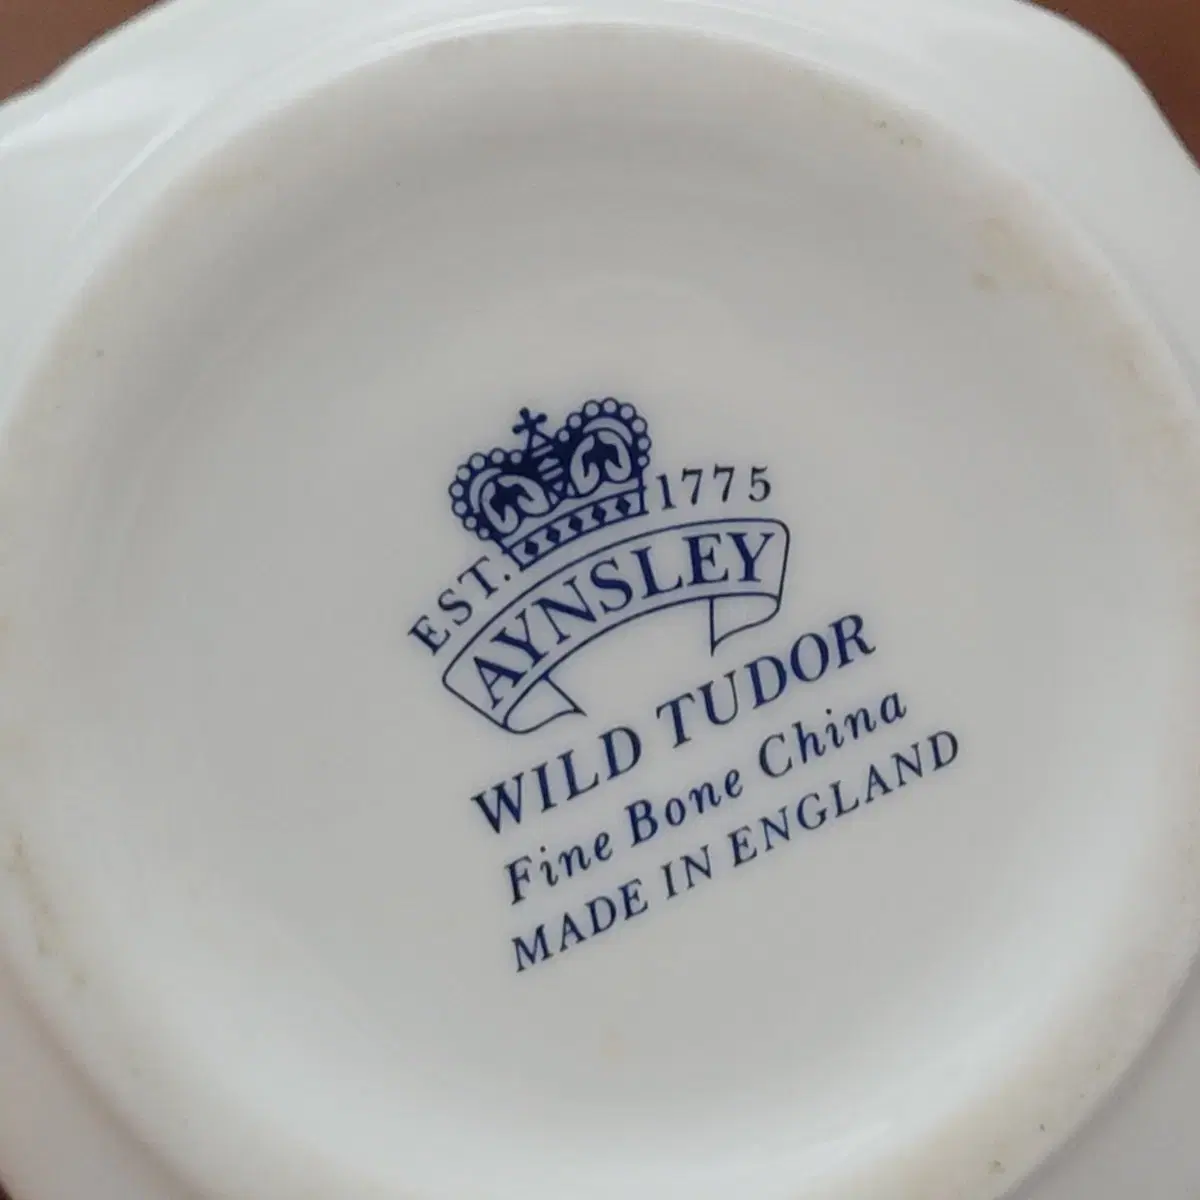 EST. 1775
AYNSLEY
WILD TUDOR
Fine Bone China
MADE IN ENGLAND